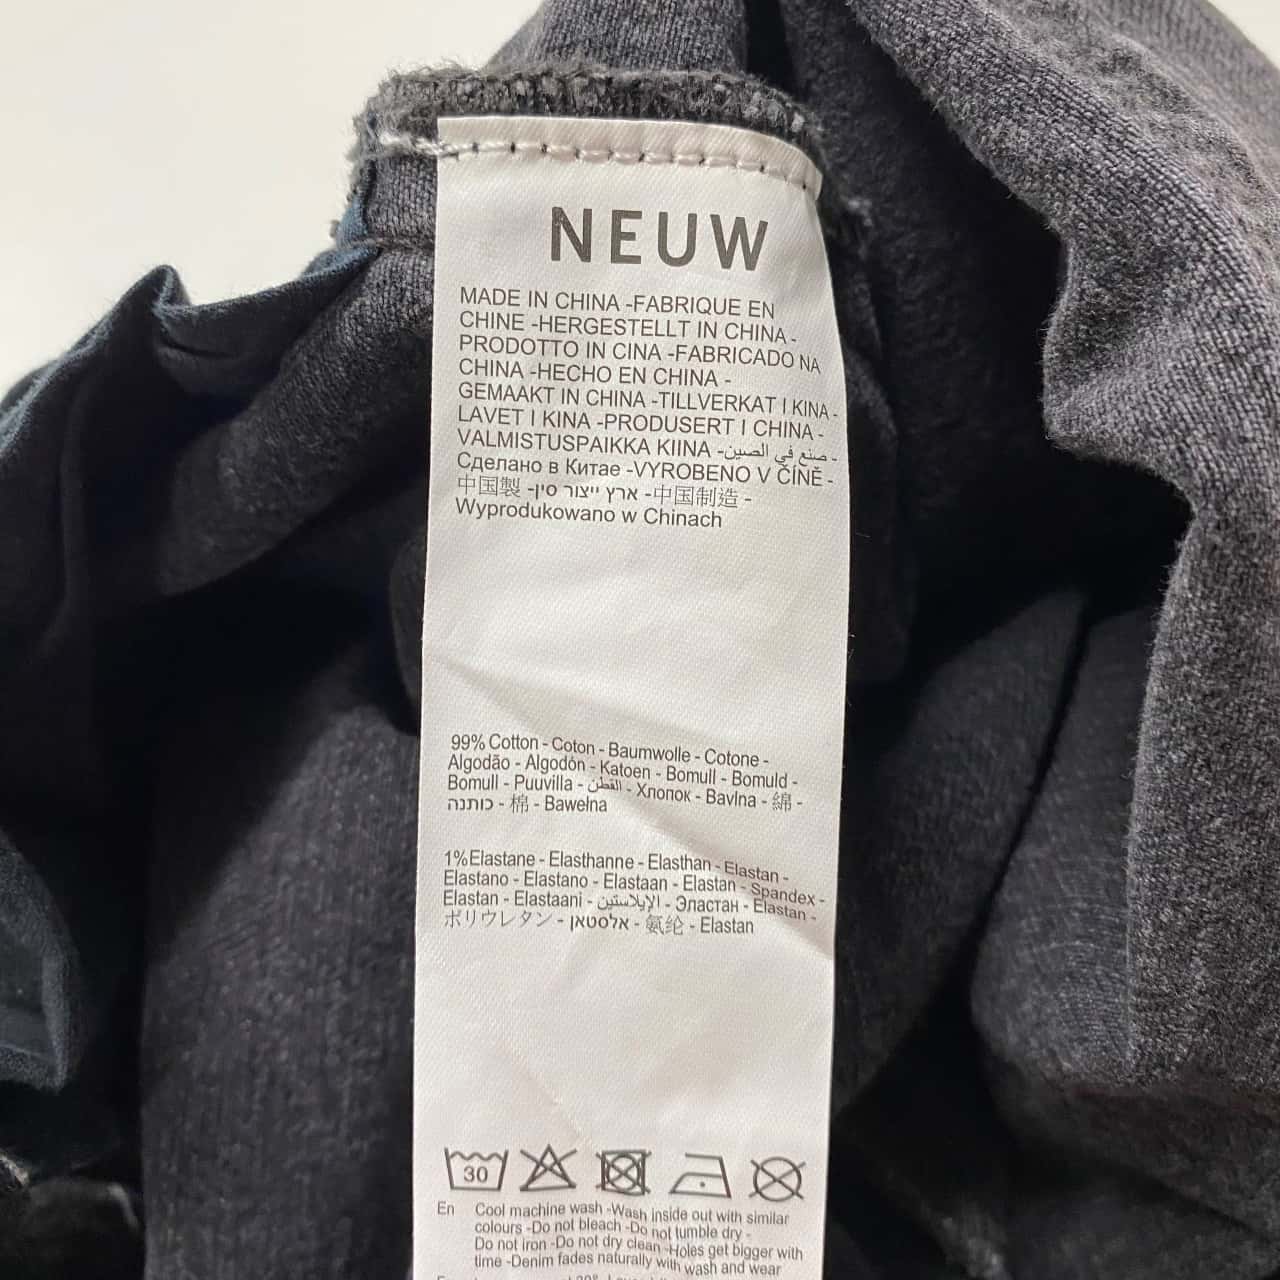 NEUW
MADE IN CHINA -FABRIQUE EN
CHINE -HERGESTELLT IN CHINA -
PRODOTTO IN CINA -FABRICADO NA
CHINA -HECHO EN CHINA -
GEMAAKT IN CHINA -TILLVERKAT I KINA -
LAVET I KINA -PRODUSERT I CHINA -
VALMISTUSPAIKKA KIINA -صنع في الصين -
Сделано в Китае -VYROBENO V ČÍNĚ -
中国製 -ארץ ייצור סין -中国制造 -
Wyprodukowano w Chinach
99% Cotton - Coton - Baumwolle - Cotone -
Algodão - Algodón - Katoen - Bomull - Bomuld -
Bomull - Puuvilla - القطن - Хлопок - Bavlna - 綿 -
כותנה - 棉 - Bawełna
1%Elastane - Elasthanne - Elasthan - Elastan -
Elastano - Elastano - Elastaan - Elastan - Spandex -
Elastan - Elastaani - الإيلاستين - Эластан - Elastan -
ポリウレタン - אלסטאן - 氨纶 - Elastan
30
En Cool machine wash -Wash inside out with similar
colours -Do not bleach -Do not tumble dry -
Do not iron -Do not dry clean -Holes get bigger with
time -Denim fades naturally with wash and wear